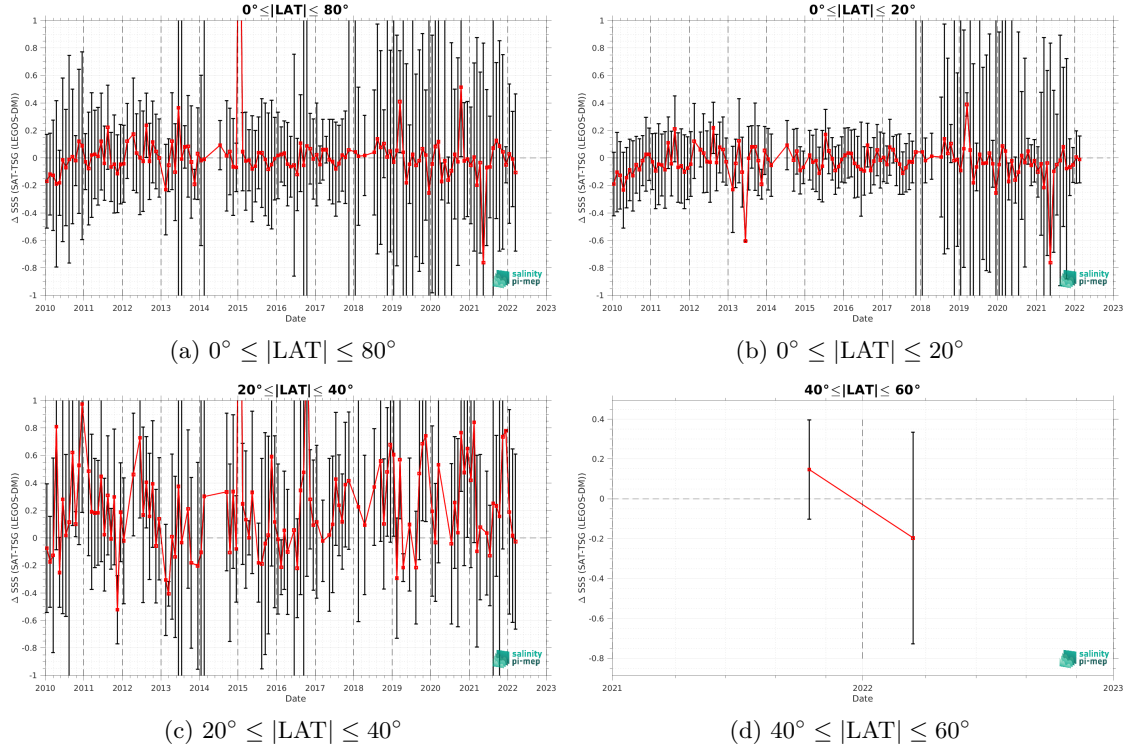 0°≤|LAT|≤ 80°
Δ SSS (SAT-TSG (LEGOS-DM))
1
0.8
0.6
0.4
0.2
0
-0.2
-0.4
-0.6
-0.8
-1
2010 2011 2012 2013 2014 2015 2016 2017 2018 2019 2020 2021 2022 2023
Date
salinity
pi-mep
(a) 0° ≤ |LAT| ≤ 80°
0°≤|LAT|≤ 20°
Δ SSS (SAT-TSG (LEGOS-DM))
1
0.8
0.6
0.4
0.2
0
-0.2
-0.4
-0.6
-0.8
-1
2010 2011 2012 2013 2014 2015 2016 2017 2018 2019 2020 2021 2022 2023
Date
salinity
pi-mep
(b) 0° ≤ |LAT| ≤ 20°
20°≤|LAT|≤ 40°
Δ SSS (SAT-TSG (LEGOS-DM))
1
0.8
0.6
0.4
0.2
0
-0.2
-0.4
-0.6
-0.8
-1
2010 2011 2012 2013 2014 2015 2016 2017 2018 2019 2020 2021 2022 2023
Date
salinity
pi-mep
(c) 20° ≤ |LAT| ≤ 40°
40°≤|LAT|≤ 60°
Δ SSS (SAT-TSG (LEGOS-DM))
0.4
0.2
0
-0.2
-0.4
-0.6
-0.8
2021 2022 2023
Date
salinity
pi-mep
(d) 40° ≤ |LAT| ≤ 60°